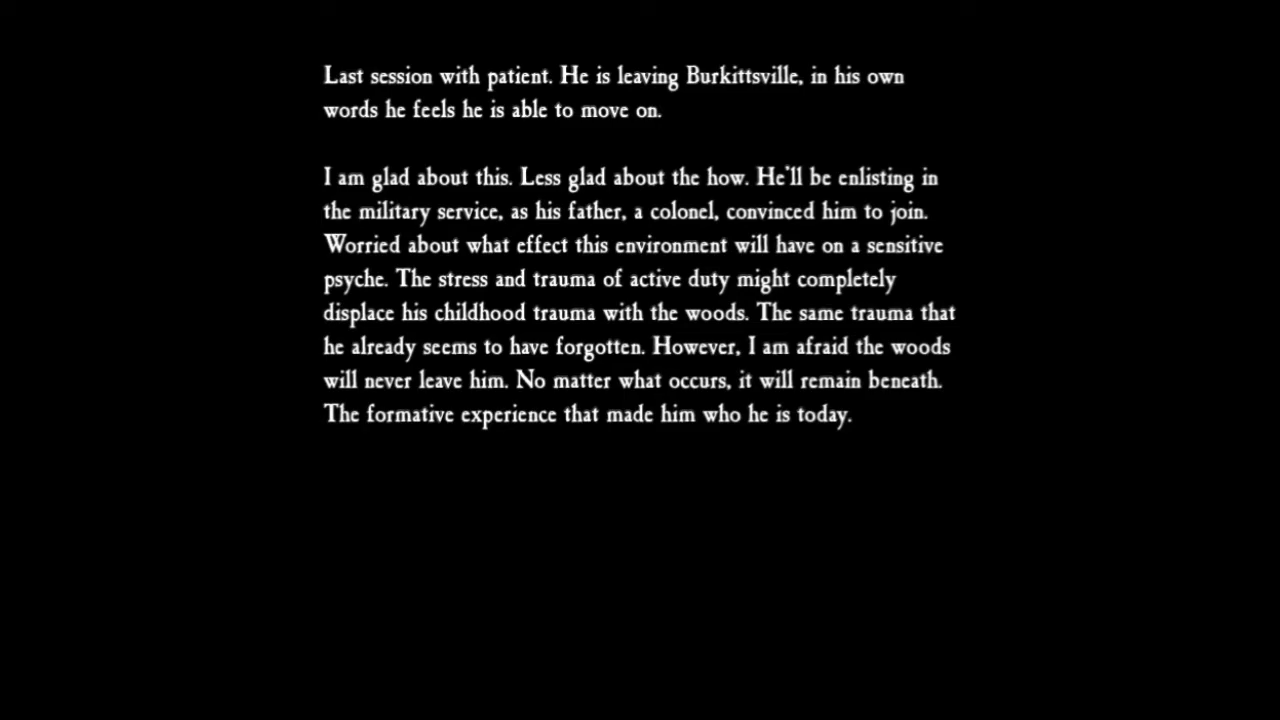 Last session with patient. He is leaving Burkittsville, in his own
words he feels he is able to move on.
I am glad about this. Less glad about the how. He'll be enlisting in
the military service, as his father, a colonel, convinced him to join.
Worried about what effect this environment will have on a sensitive
psyche. The stress and trauma of active duty might completely
displace his childhood trauma with the woods. The same trauma that
he already seems to have forgotten. However, I am afraid the woods
will never leave him. No matter what occurs, it will remain beneath.
The formative experience that made him who he is today.